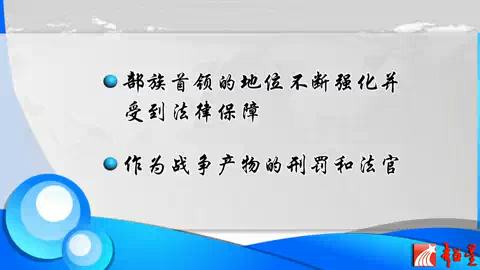 部族首领的地位不断强化并
受到法律保障
作为战争产物的刑罚和法官